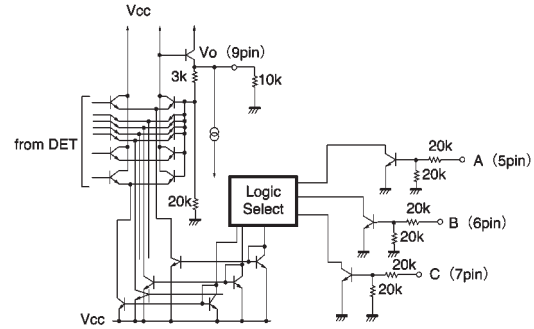 Vcc
Vo (9pin)
3k
10k
from DET
20k
Logic
Select
20k
A (5pin)
20k
20k
B (6pin)
20k
20k
C (7pin)
20k
Vcc